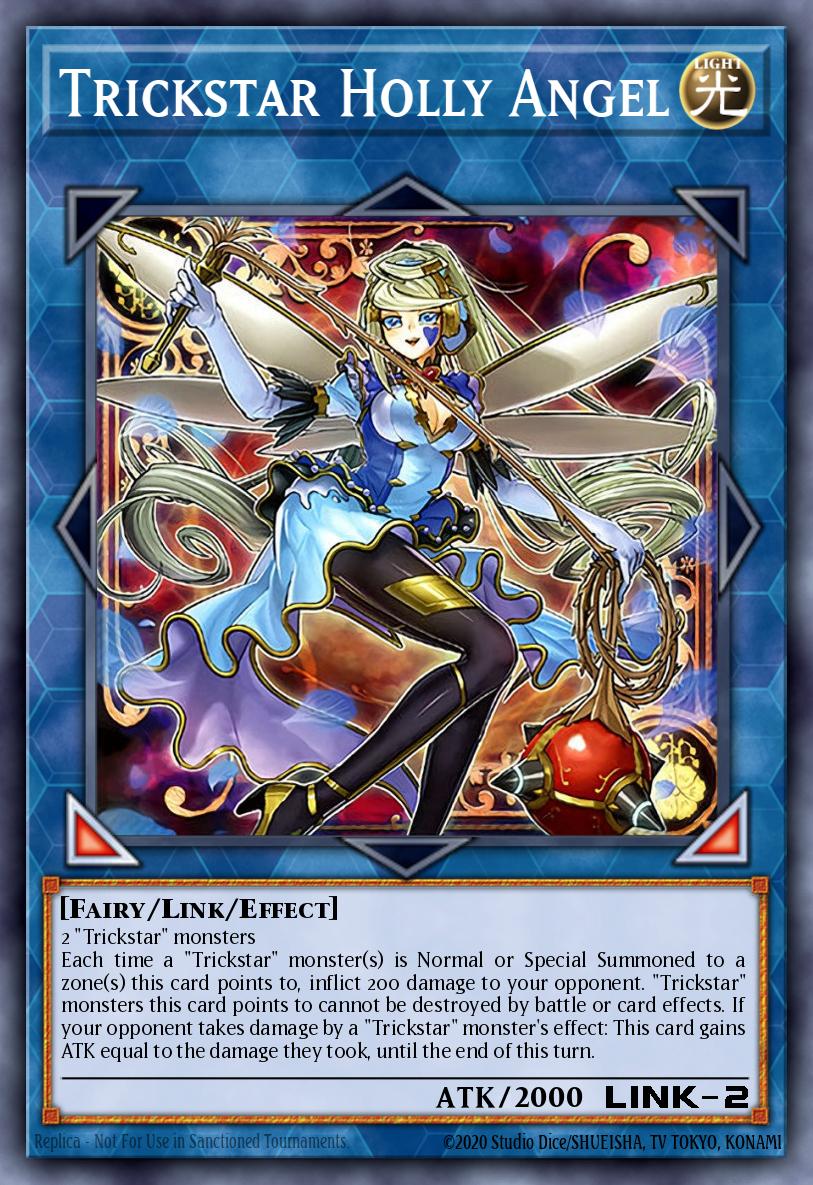 TRICKSTAR HOLLY ANGEL
LIGHT
光
[FAIRY/LINK/EFFECT]
2 "Trickstar" monsters
Each time a "Trickstar" monster(s) is Normal or Special Summoned to a
zone(s) this card points to, inflict 200 damage to your opponent. "Trickstar"
monsters this card points to cannot be destroyed by battle or card effects. If
your opponent takes damage by a "Trickstar" monster's effect: This card gains
ATK equal to the damage they took, until the end of this turn.
ATK/2000 LINK-2
Replica - Not For Use in Sanctioned Tournaments.
©2020 Studio Dice/SHUEISHA, TV TOKYO, KONAMI